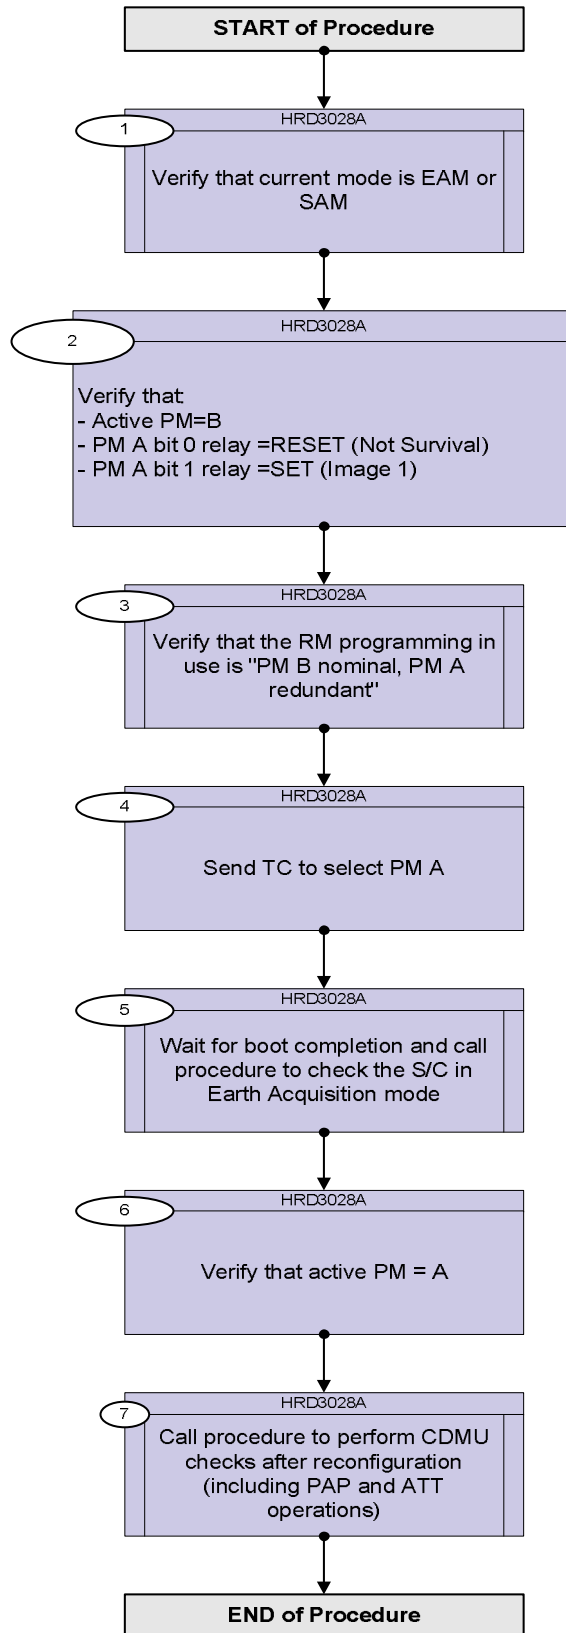 START of Procedure
HRD3028A
1
Verify that current mode is EAM or
SAM
HRD3028A
2
Verify that:
- Active PM=B
- PM A bit 0 relay =RESET (Not Survival)
- PM A bit 1 relay =SET (Image 1)
HRD3028A
3
Verify that the RM programming in
use is "PM B nominal, PM A
redundant"
HRD3028A
4
Send TC to select PM A
HRD3028A
5
Wait for boot completion and call
procedure to check the S/C in
Earth Acquisition mode
HRD3028A
6
Verify that active PM = A
HRD3028A
7
Call procedure to perform CDMU
checks after reconfiguration
(including PAP and ATT
operations)
END of Procedure